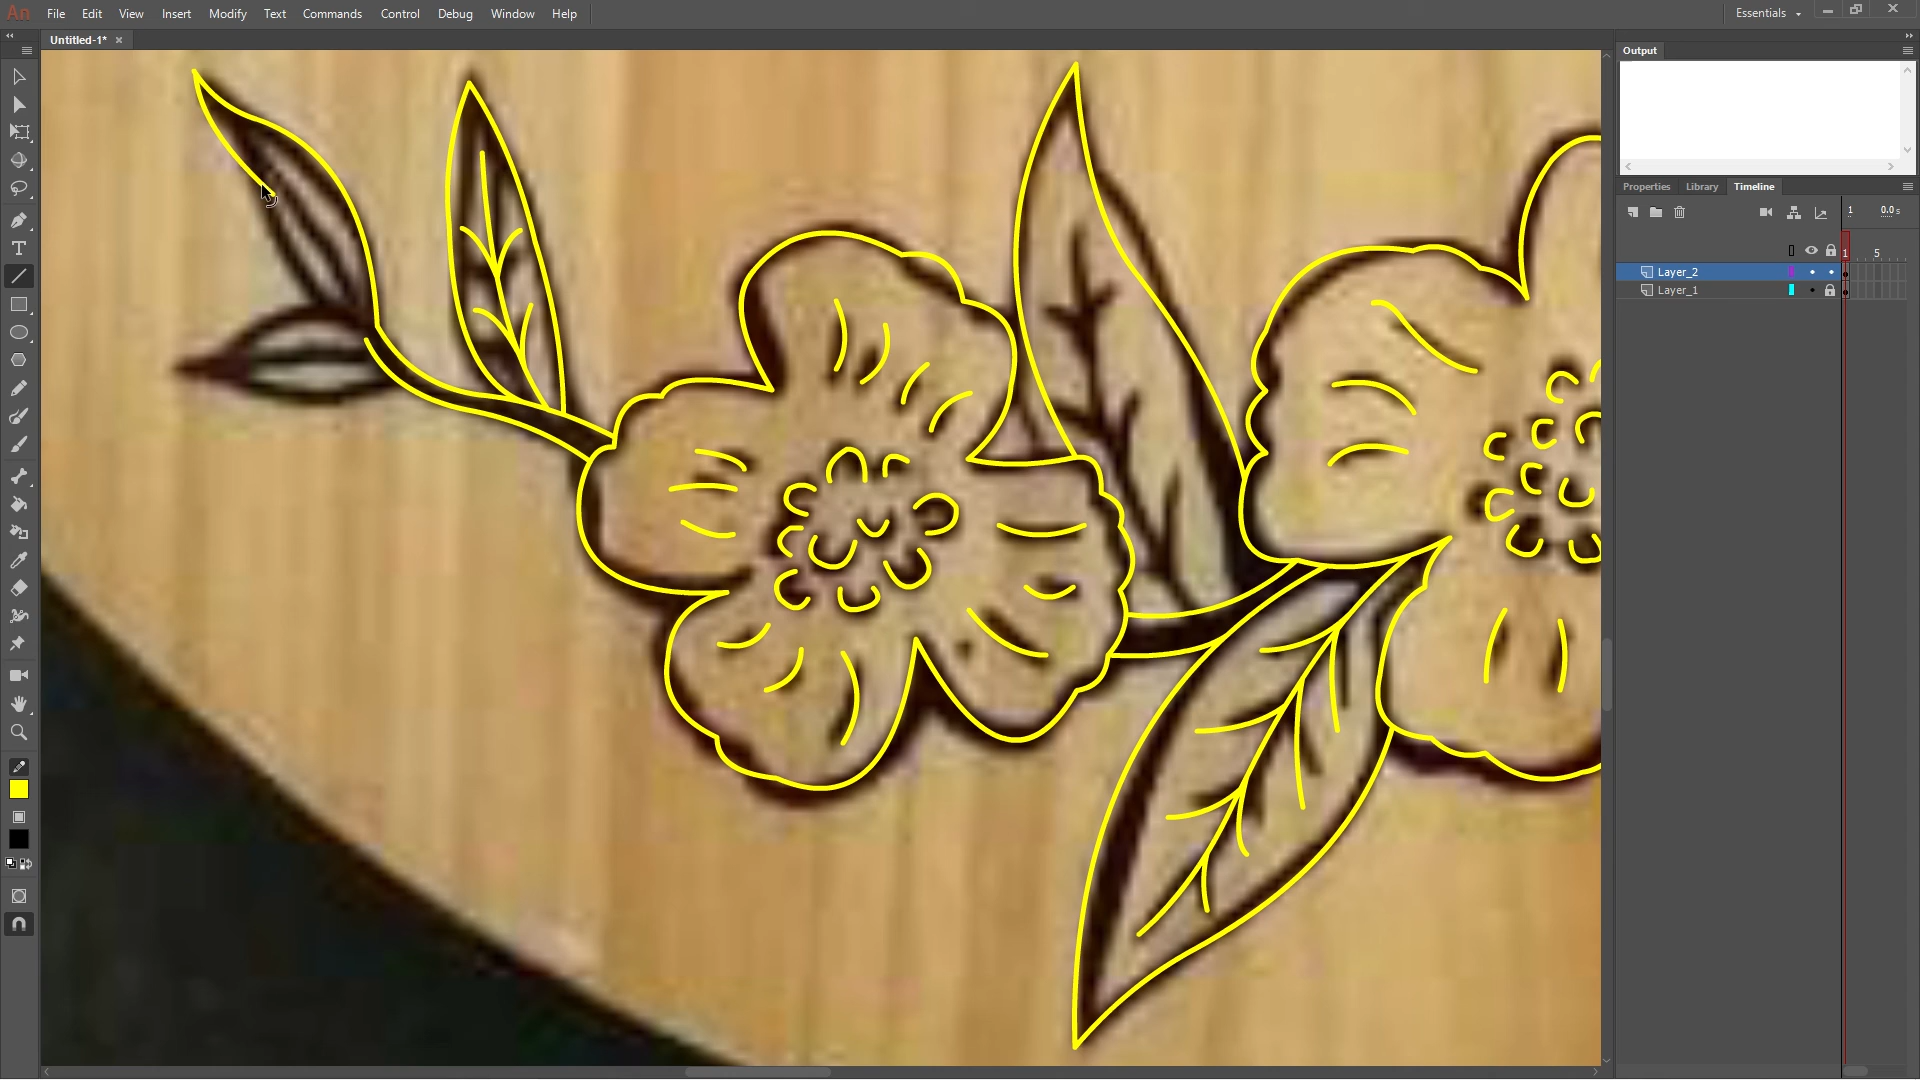 An File Edit View Insert Modify Text Commands Control Debug Window Help Essentials
Untitled-1*
Output
Properties Library Timeline
1 0.0 s
1 5
Layer_2
Layer_1
T